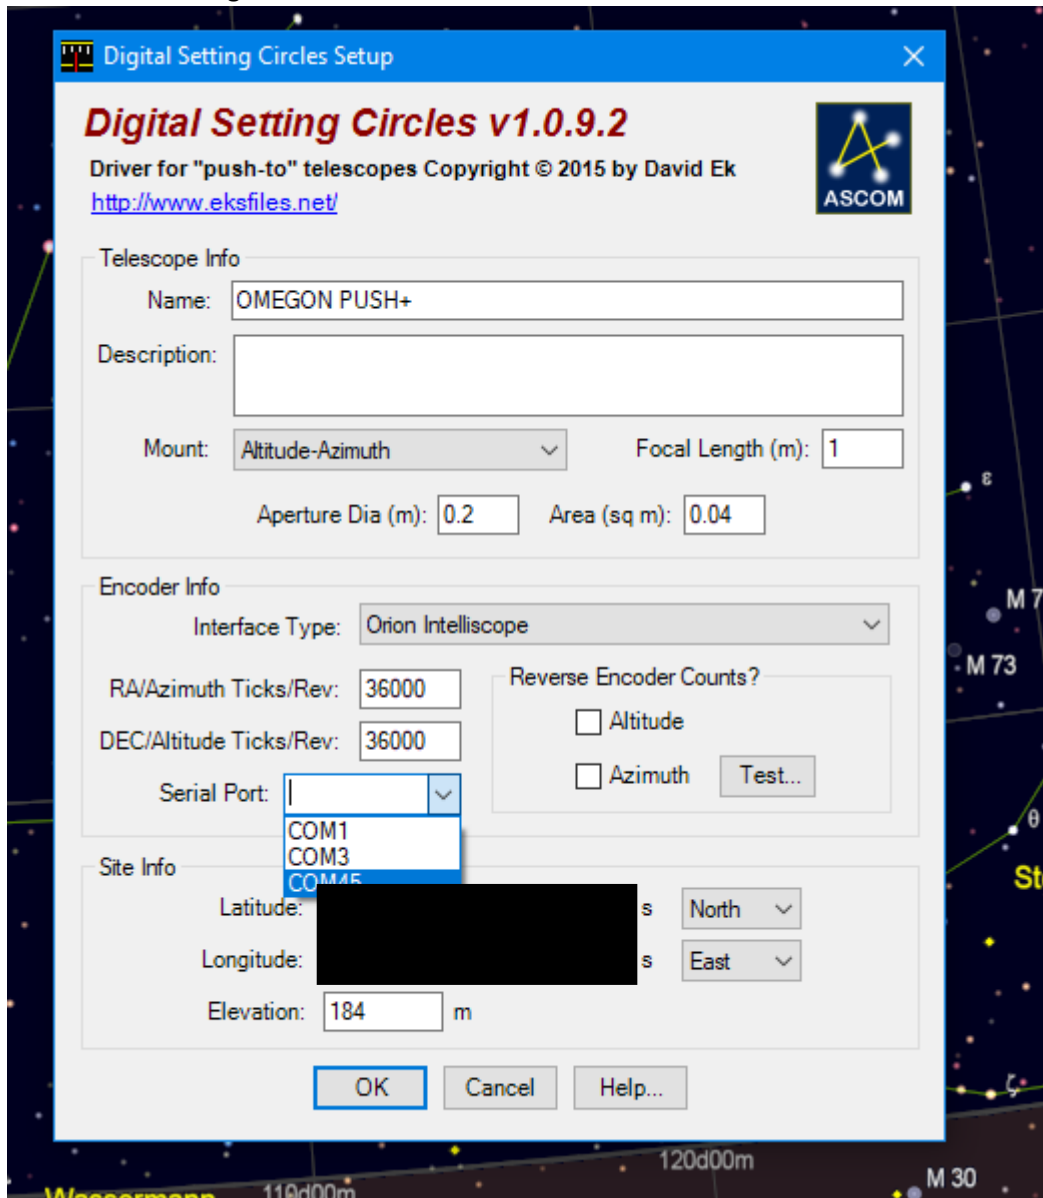 Digital Setting Circles Setup
Digital Setting Circles v1.0.9.2
Driver for "push-to" telescopes Copyright © 2015 by David Ek
http://www.eksfiles.net/
ASCOM
Telescope Info
Name: OMEGON PUSH+
Description:
Mount: Altitude-Azimuth Focal Length (m): 1
Aperture Dia (m): 0.2 Area (sq m): 0.04
ε
Encoder Info
M 7
Interface Type: Orion Intelliscope
M 73
RA/Azimuth Ticks/Rev: 36000 Reverse Encoder Counts?
Altitude
DEC/Altitude Ticks/Rev: 36000
Azimuth Test...
Serial Port:
θ
COM1
COM3
Site Info
COM45
St
Latitude: s North
Longitude: s East
Elevation: 184 m
OK Cancel Help...
ζ
120d00m
M 30
Wassermann 110d00m